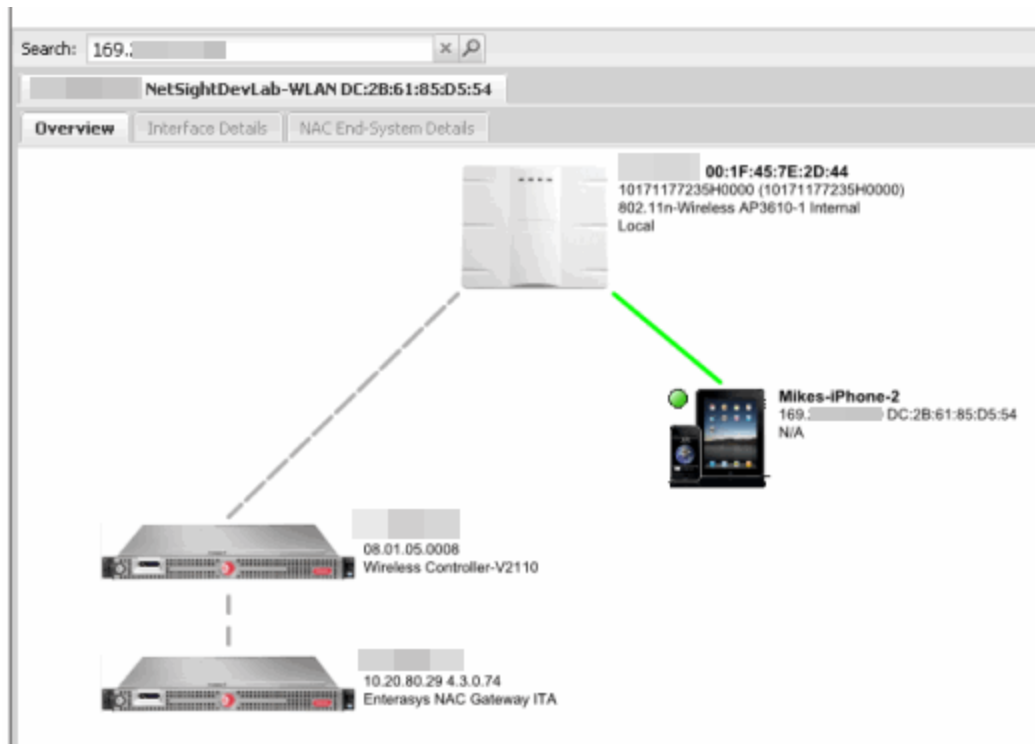 Search: 169.
NetSightDevLab-WLAN DC:2B:61:85:D5:54
Overview Interface Details NAC End-System Details
00:1F:45:7E:2D:44
10171177235H0000 (10171177235H0000)
802.11n-Wireless AP3610-1 Internal
Local
Mikes-iPhone-2
169. DC:2B:61:85:D5:54
N/A
08.01.05.0008
Wireless Controller-V2110
10.20.80.29 4.3.0.74
Enterasys NAC Gateway ITA